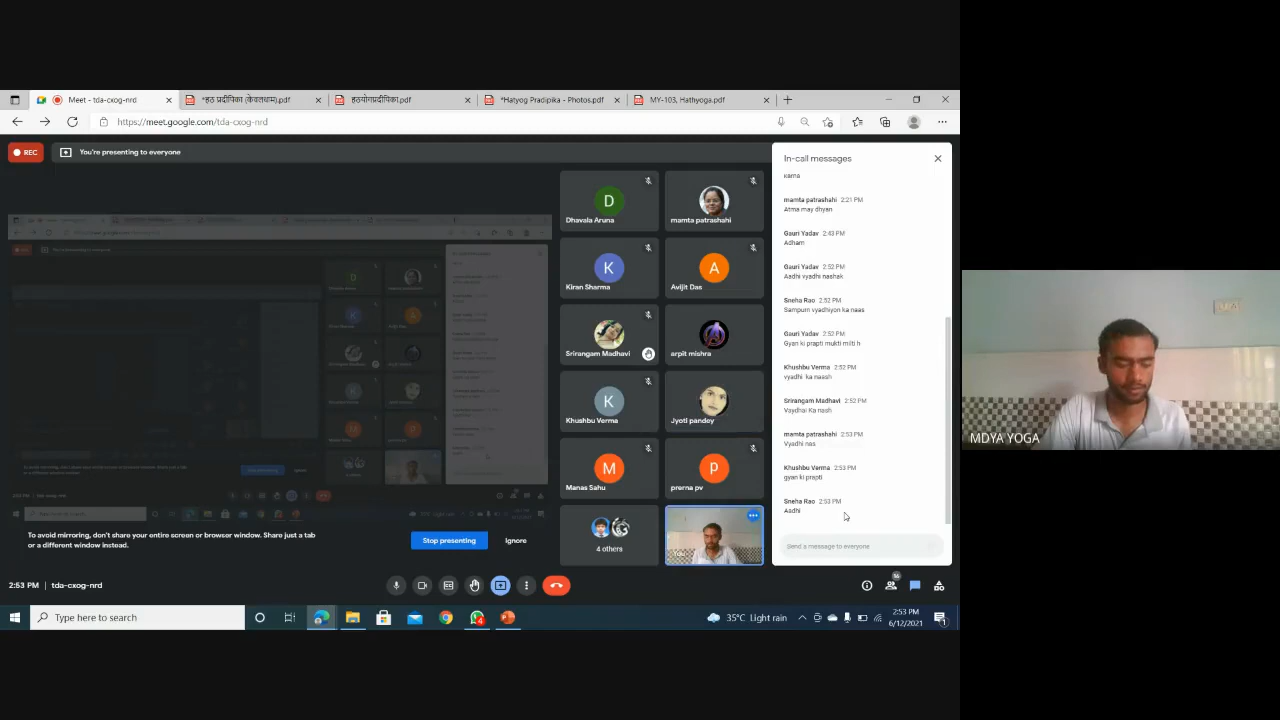 Meet - tda-cxog-nrd
*हठ प्रदीपिका (कैवल्यधाम).pdf
हठयोगप्रदीपिका.pdf
*Hatyog Pradipika - Photos.pdf
MY-103, Hathyoga.pdf
https://meet.google.com/tda-cxog-nrd
REC
You're presenting to everyone
In-call messages
kama
mamta patrashahi 2:21 PM
Atma may dhyan
Gauri Yadav 2:43 PM
Adham
Gauri Yadav 2:52 PM
Aadhi vyadhi nashak
Sneha Rao 2:52 PM
Sampurn vyadhiyon ka naas
Gauri Yadav 2:52 PM
Gyan ki prapti mukti milti h
Khushbu Verma 2:52 PM
vyadhi ka naash
Srirangam Madhavi 2:52 PM
Vaydhai Ka nash
mamta patrashahi 2:53 PM
Vyadhi nas
Khushbu Verma 2:53 PM
gyan ki prapti
Sneha Rao 2:53 PM
Aadhi
Send a message to everyone
D
Dhavala Aruna
mamta patrashahi
K
Kiran Sharma
A
Avijit Das
Srirangam Madhavi
arpit mishra
K
Khushbu Verma
Jyoti pandey
M
Manas Sahu
P
prerna pv
4 others
To avoid mirroring, don't share your entire screen or browser window. Share just a tab
or a different window instead.
Stop presenting
Ignore
2:53 PM | tda-cxog-nrd
Type here to search
35°C Light rain
2:53 PM
6/12/2021
MDYA YOGA